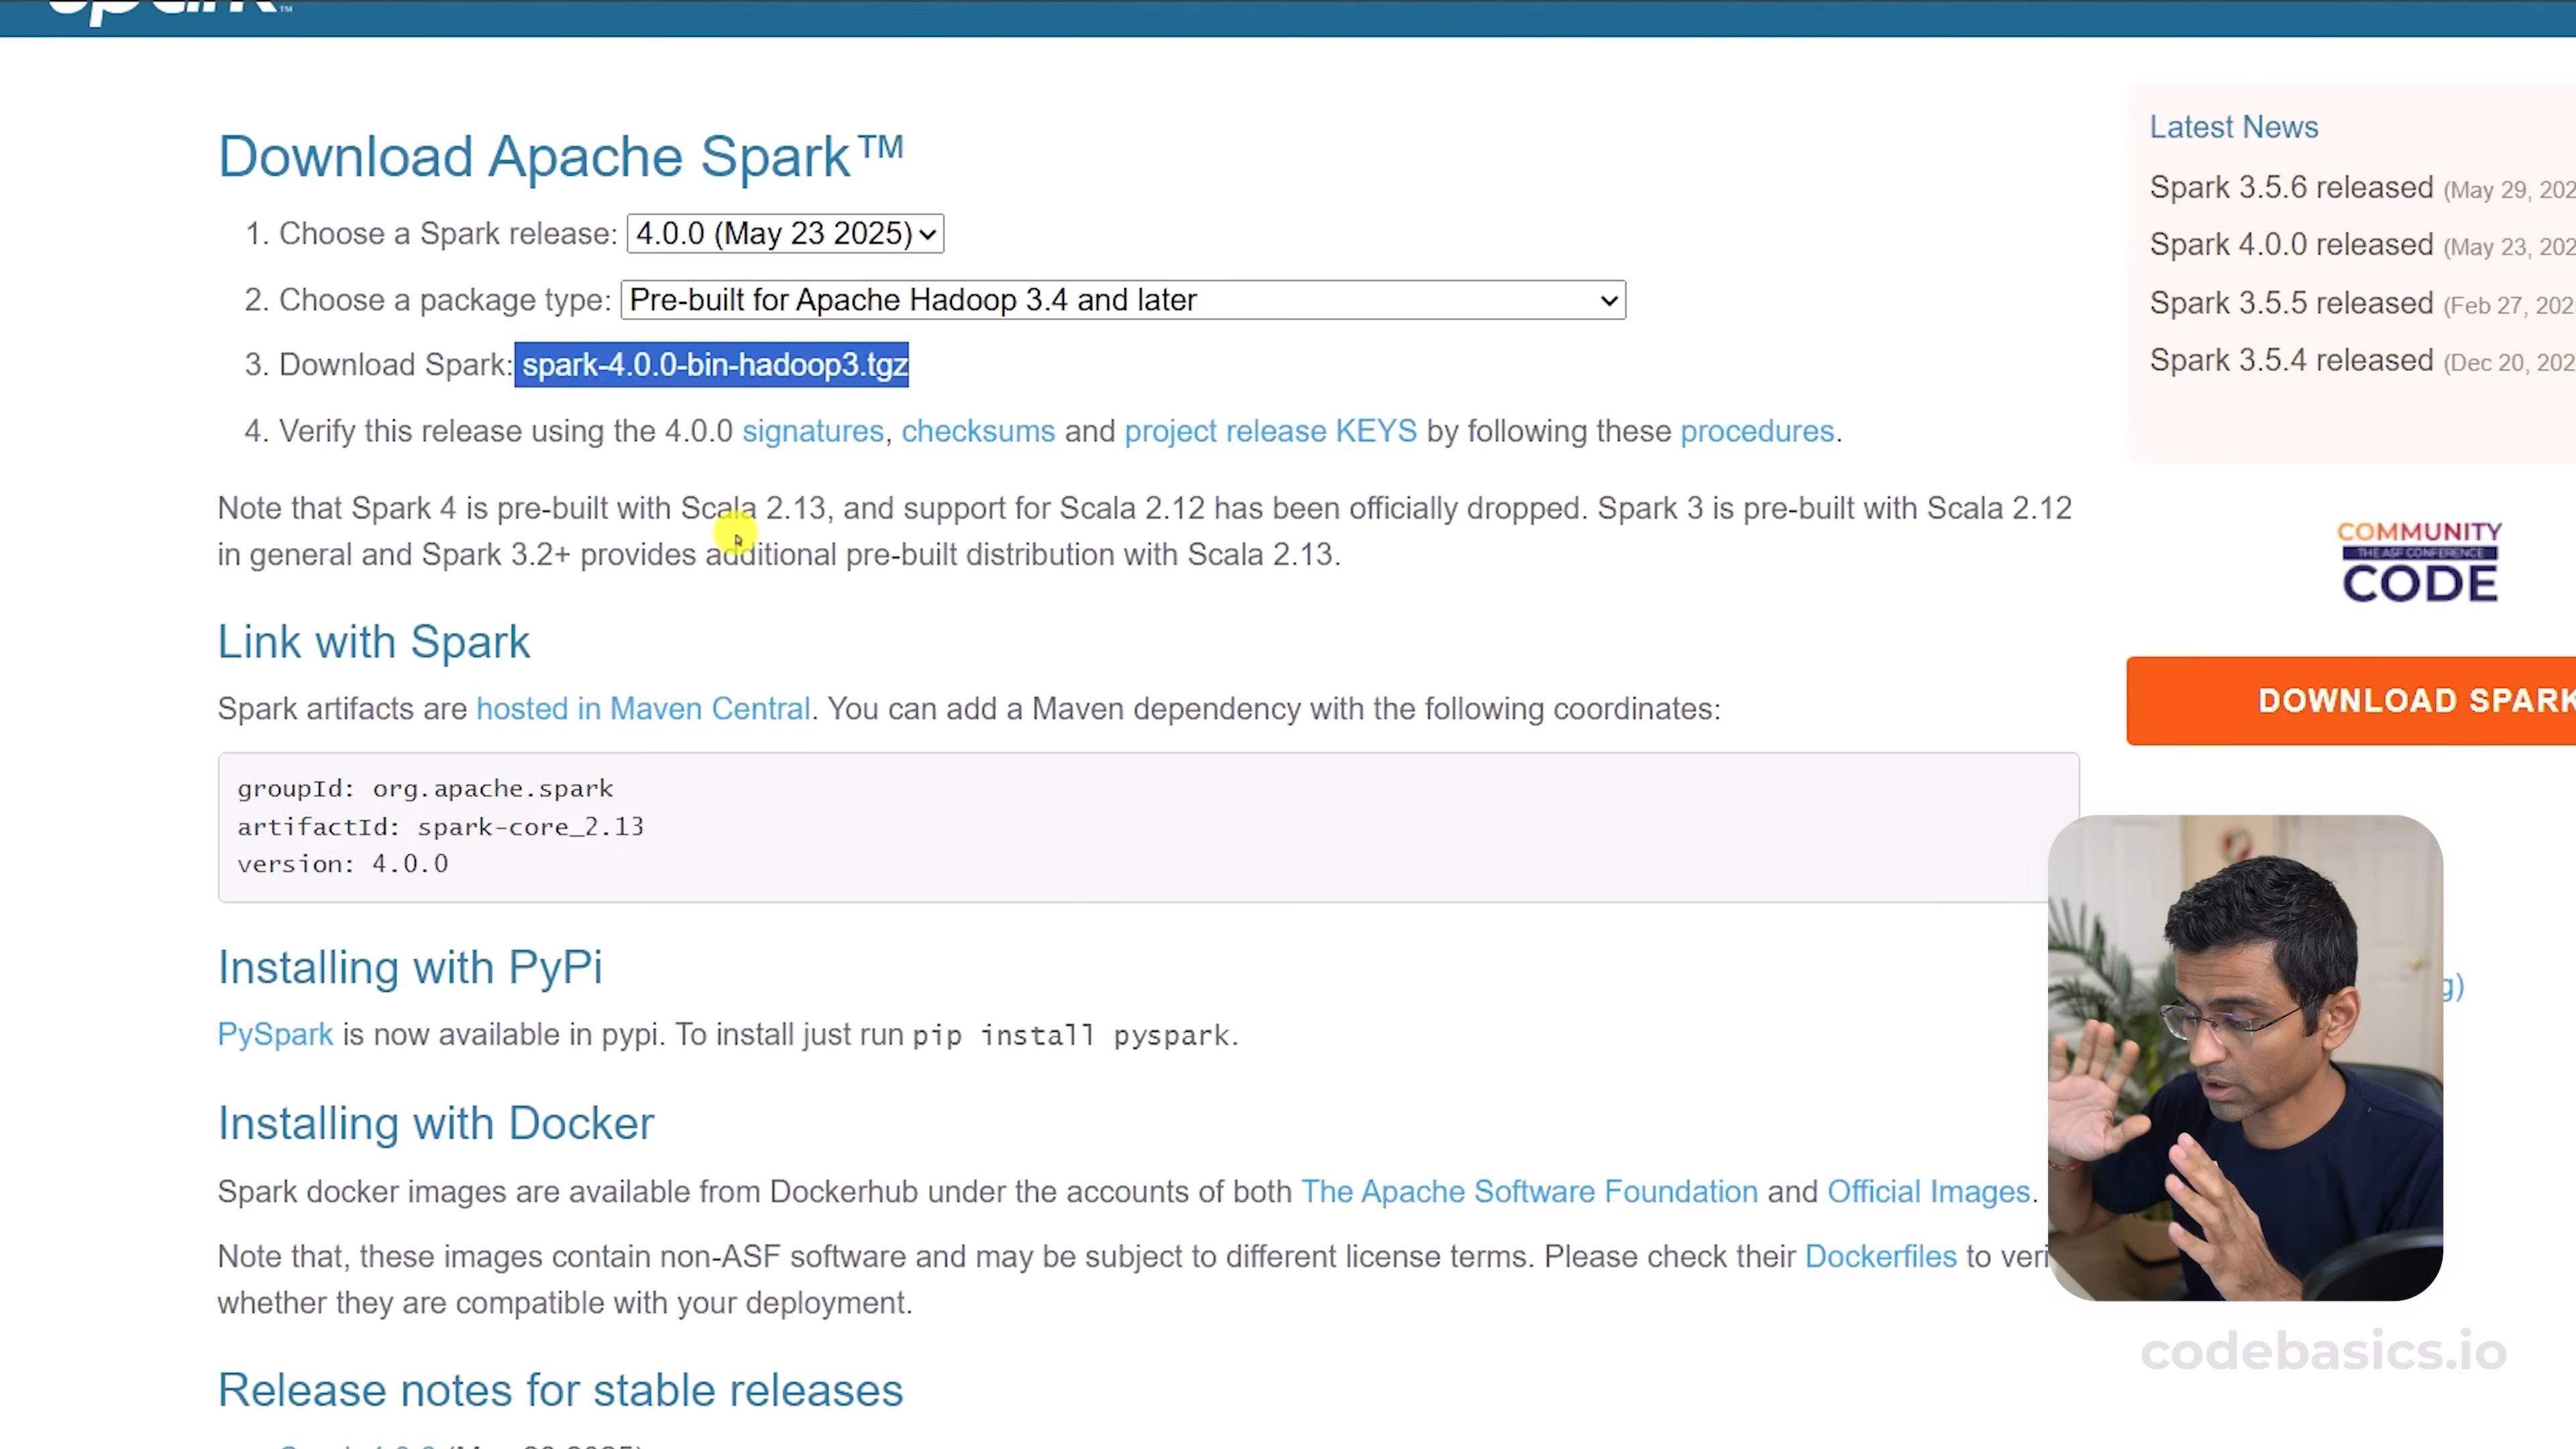 Spark™
Download Apache Spark™
1. Choose a Spark release: 4.0.0 (May 23 2025)
2. Choose a package type: Pre-built for Apache Hadoop 3.4 and later
3. Download Spark: spark-4.0.0-bin-hadoop3.tgz
4. Verify this release using the 4.0.0 signatures, checksums and project release KEYS by following these procedures.
Note that Spark 4 is pre-built with Scala 2.13, and support for Scala 2.12 has been officially dropped. Spark 3 is pre-built with Scala 2.12
in general and Spark 3.2+ provides additional pre-built distribution with Scala 2.13.
Link with Spark
Spark artifacts are hosted in Maven Central. You can add a Maven dependency with the following coordinates:
groupId: org.apache.spark
artifactId: spark-core_2.13
version: 4.0.0
Installing with PyPi
PySpark is now available in pypi. To install just run pip install pyspark.
Installing with Docker
Spark docker images are available from Dockerhub under the accounts of both The Apache Software Foundation and Official Images.
Note that, these images contain non-ASF software and may be subject to different license terms. Please check their Dockerfiles to veri
whether they are compatible with your deployment.
Release notes for stable releases
Latest News
Spark 3.5.6 released (May 29, 202
Spark 4.0.0 released (May 23, 202
Spark 3.5.5 released (Feb 27, 202
Spark 3.5.4 released (Dec 20, 202
COMMUNITY
THE ASF CONFERENCE
CODE
DOWNLOAD SPARK
g)
codebasics.io